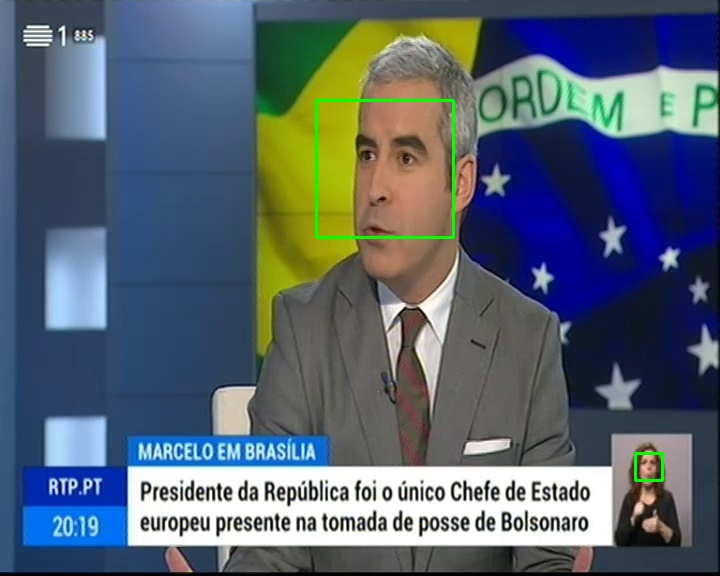 1 885
ORDEM E P
MARCELO EM BRASÍLIA
RTP.PT
Presidente da República foi o único Chefe de Estado
20:19
europeu presente na tomada de posse de Bolsonaro